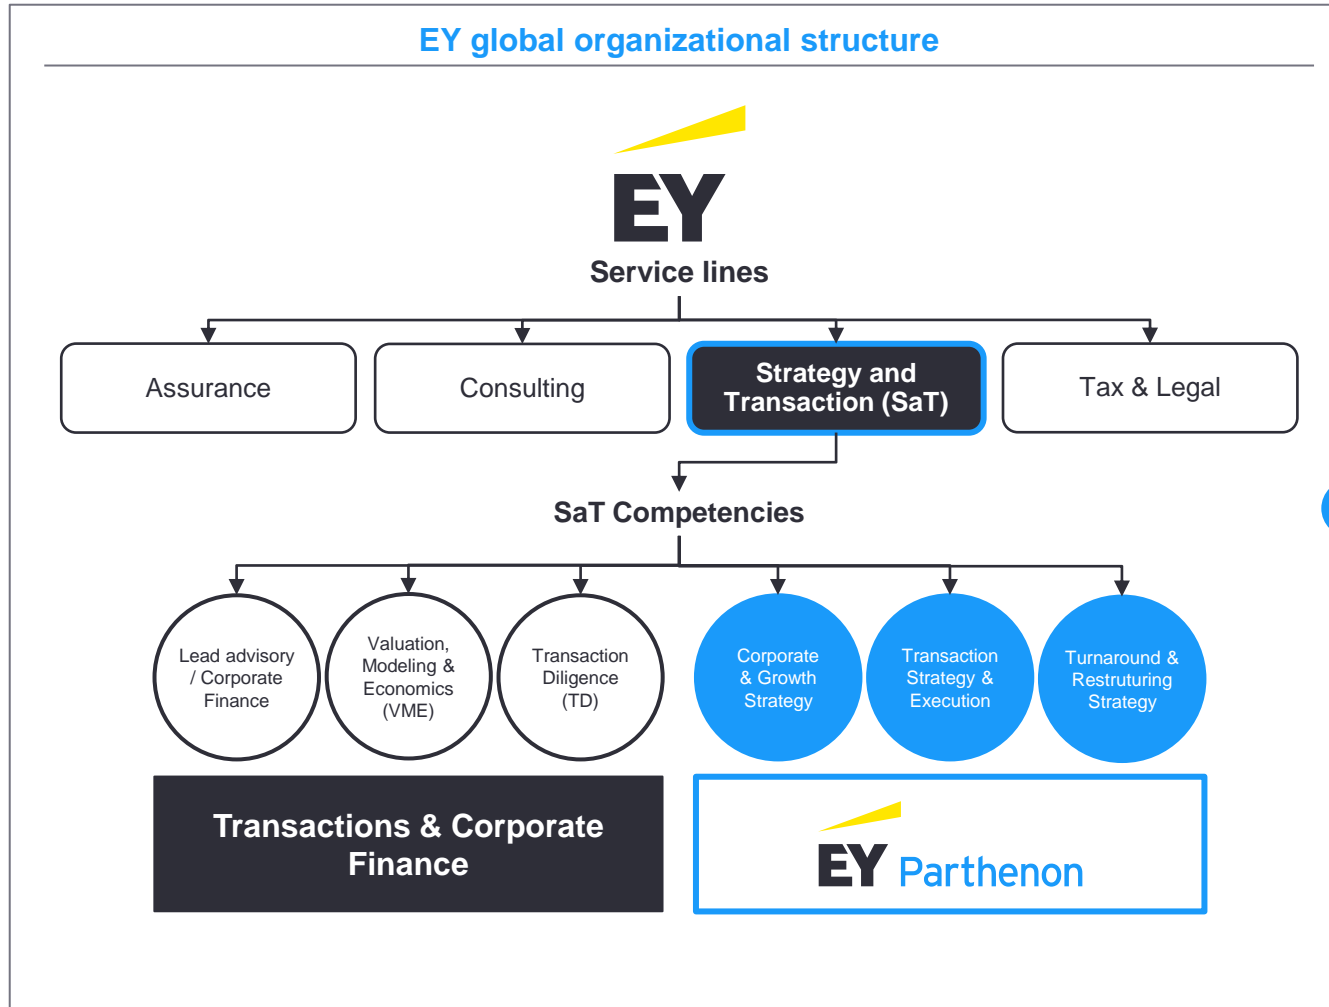 EY global organizational structure
EY
Service lines
Assurance
Consulting
Strategy and
Transaction (SaT)
Tax & Legal
SaT Competencies
Lead advisory
/ Corporate
Finance
Valuation,
Modeling &
Economics
(VME)
Transaction
Diligence
(TD)
Corporate
& Growth
Strategy
Transaction
Strategy &
Execution
Turnaround &
Restruturing
Strategy
Transactions & Corporate
Finance
EY Parthenon